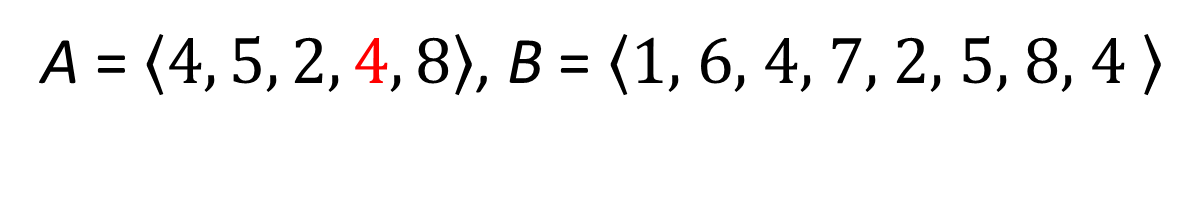 A = ⟨4, 5, 2, 4, 8⟩, B = ⟨1, 6, 4, 7, 2, 5, 8, 4 ⟩